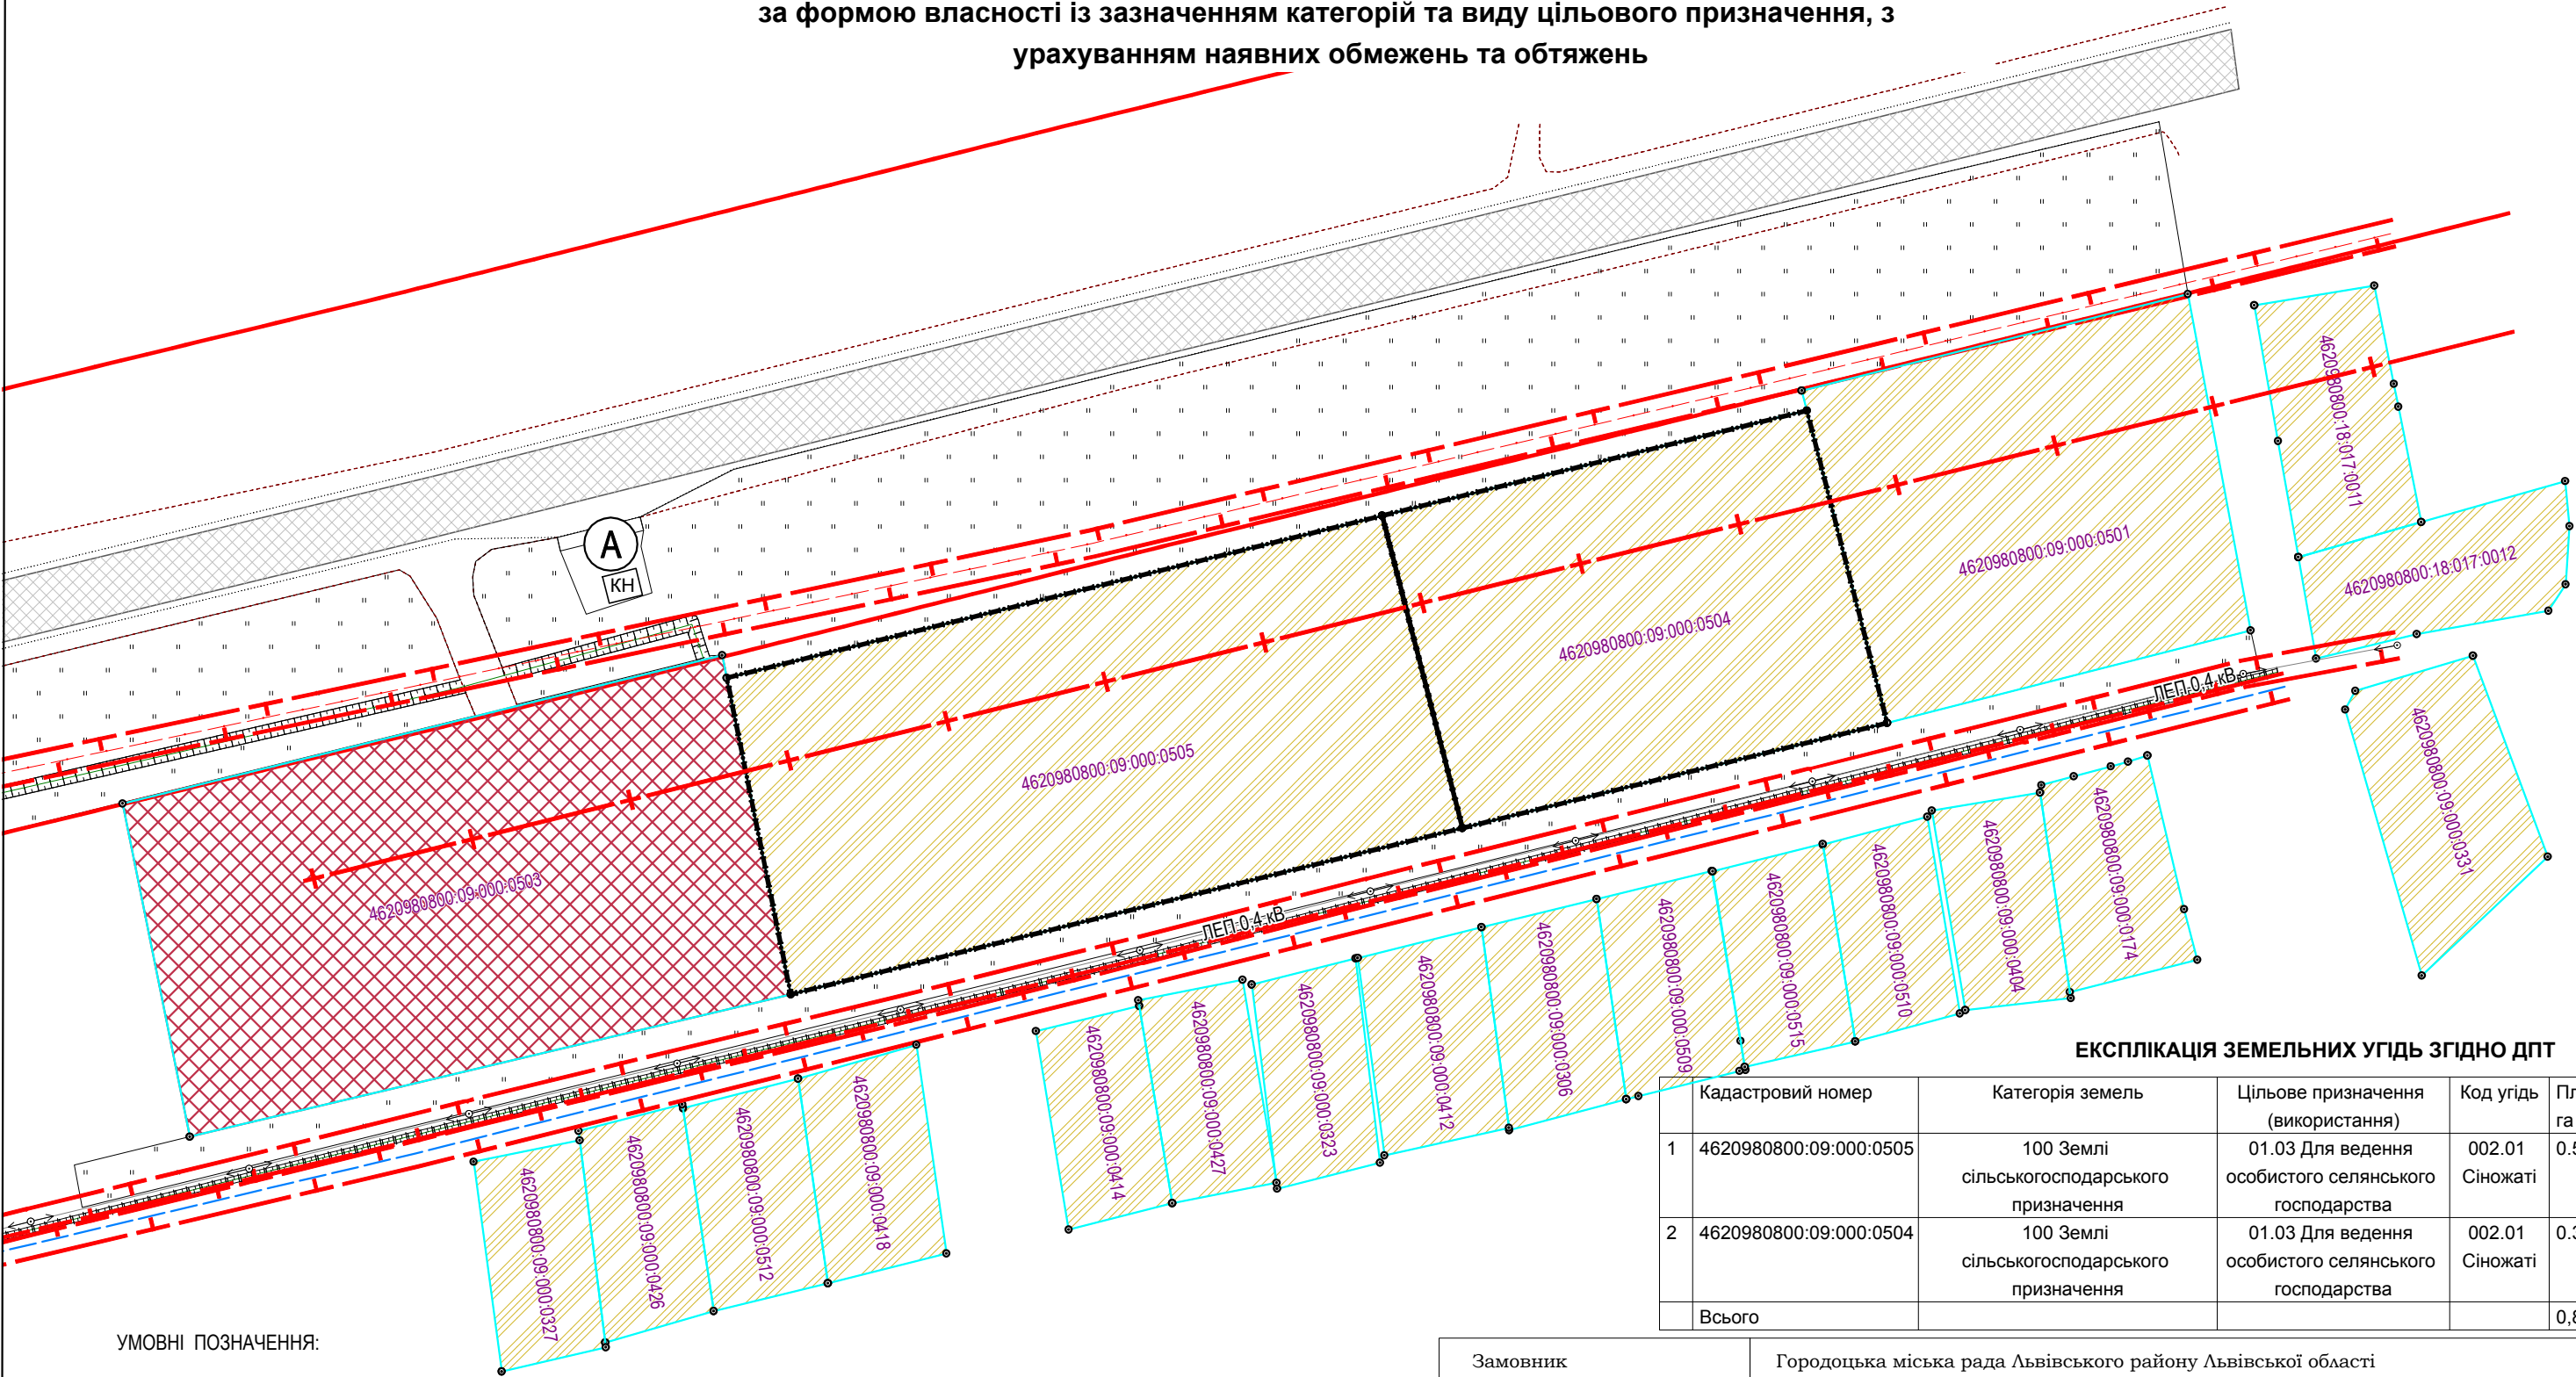 за формою власності із зазначенням категорій та виду цільового призначення, з
урахуванням наявних обмежень та обтяжень
А
КН
4620980800:18:017:0011
4620980800:18:017:0012
4620980800:09:000:0501
4620980800:09:000:0504
4620980800:09:000:0505
4620980800:09:000:0503
ЛЕП 0,4 кВ
ЛЕП 0,4 кВ
4620980800:09:000:0331
4620980800:09:000:0174
4620980800:09:000:0404
4620980800:09:000:0510
4620980800:09:000:0515
4620980800:09:000:0509
4620980800:09:000:0306
4620980800:09:000:0412
4620980800:09:000:0323
4620980800:09:000:0427
4620980800:09:000:0414
4620980800:09:000:0418
4620980800:09:000:0512
4620980800:09:000:0426
4620980800:09:000:0327
УМОВНІ ПОЗНАЧЕННЯ:
ЕКСПЛІКАЦІЯ ЗЕМЕЛЬНИХ УГІДЬ ЗГІДНО ДПТ
Кадастровий номер Категорія земель Цільове призначення Код угідь
(використання) га
1 4620980800:09:000:0505 100 Землі 01.03 Для ведення 002.01
сільськогосподарського особистого селянського Сіножаті
призначення господарства
2 4620980800:09:000:0504 100 Землі 01.03 Для ведення 002.01
сільськогосподарського особистого селянського Сіножаті
призначення господарства
Всього
Замовник Городоцька міська рада Львівського району Львівської області